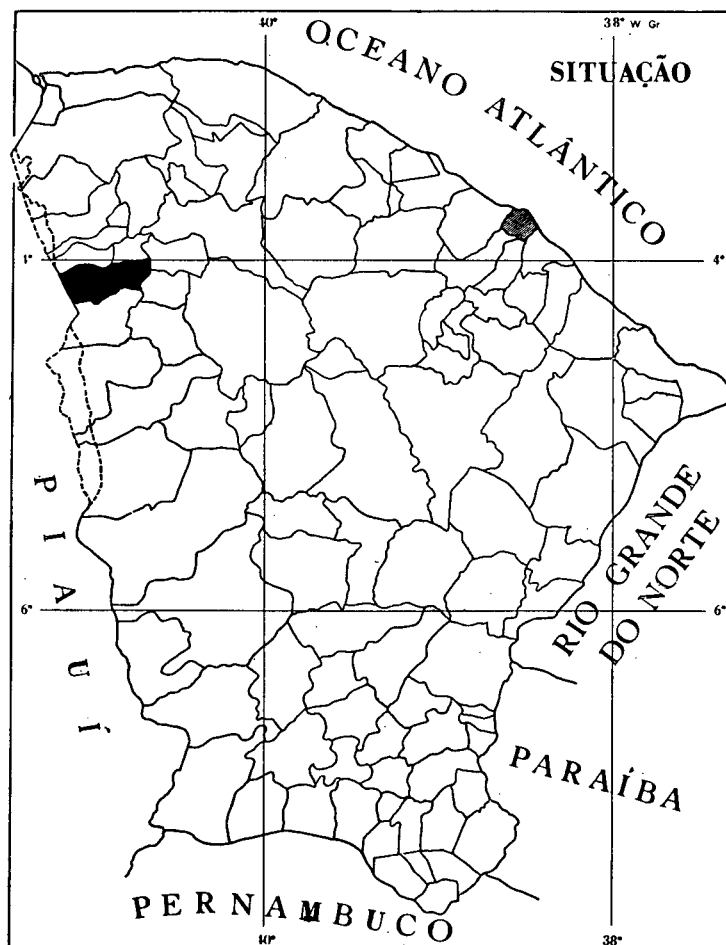 40° 38° W Gr
OCEANO ATLÂNTICO
SITUAÇÃO
4° 4°
PIAUÍ
RIO GRANDE
DO NORTE
6° 6°
PARAÍBA
PERNAMBUCO
40° 38°